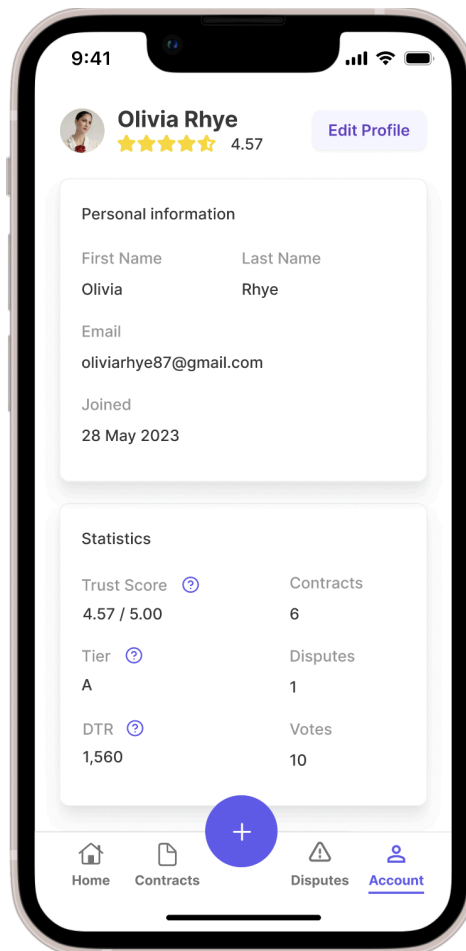 9:41
Olivia Rhye
4.57
Edit Profile
Personal information
First Name Last Name
Olivia Rhye
Email
oliviarhye87@gmail.com
Joined
28 May 2023
Statistics
Trust Score ? Contracts
4.57 / 5.00 6
Tier ? Disputes
A 1
DTR ? Votes
1,560 10
+
Home Contracts Disputes Account